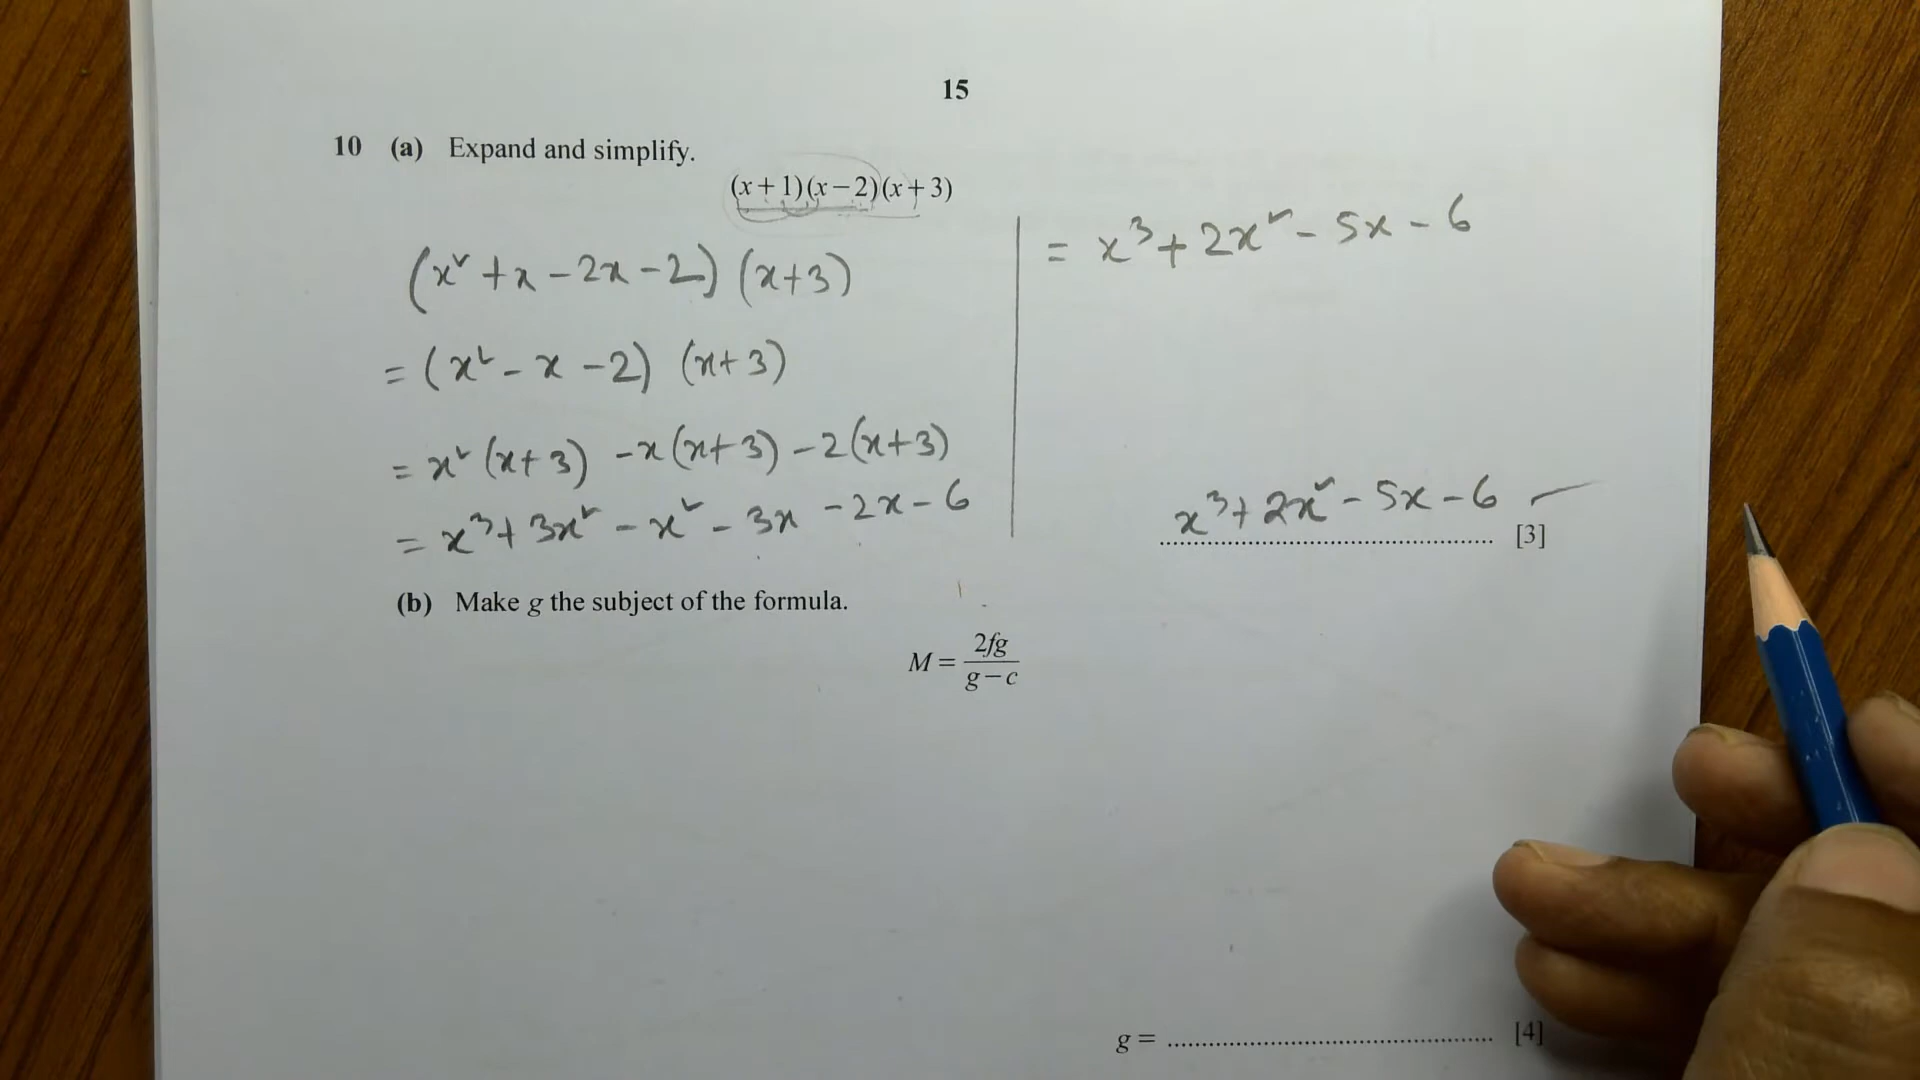 15
10 (a) Expand and simplify.
(x + 1)(x − 2)(x + 3)
(x² + x − 2x − 2) (x+3)
= (x² − x − 2) (x+3)
= x² (x+3) −x(x+3) −2(x+3)
= x³ + 3x² − x² − 3x − 2x − 6
= x³ + 2x² − 5x − 6
x³ + 2x² − 5x − 6
[3]
(b) Make g the subject of the formula.
M = 2fg / g − c
g = .................................................. [4]